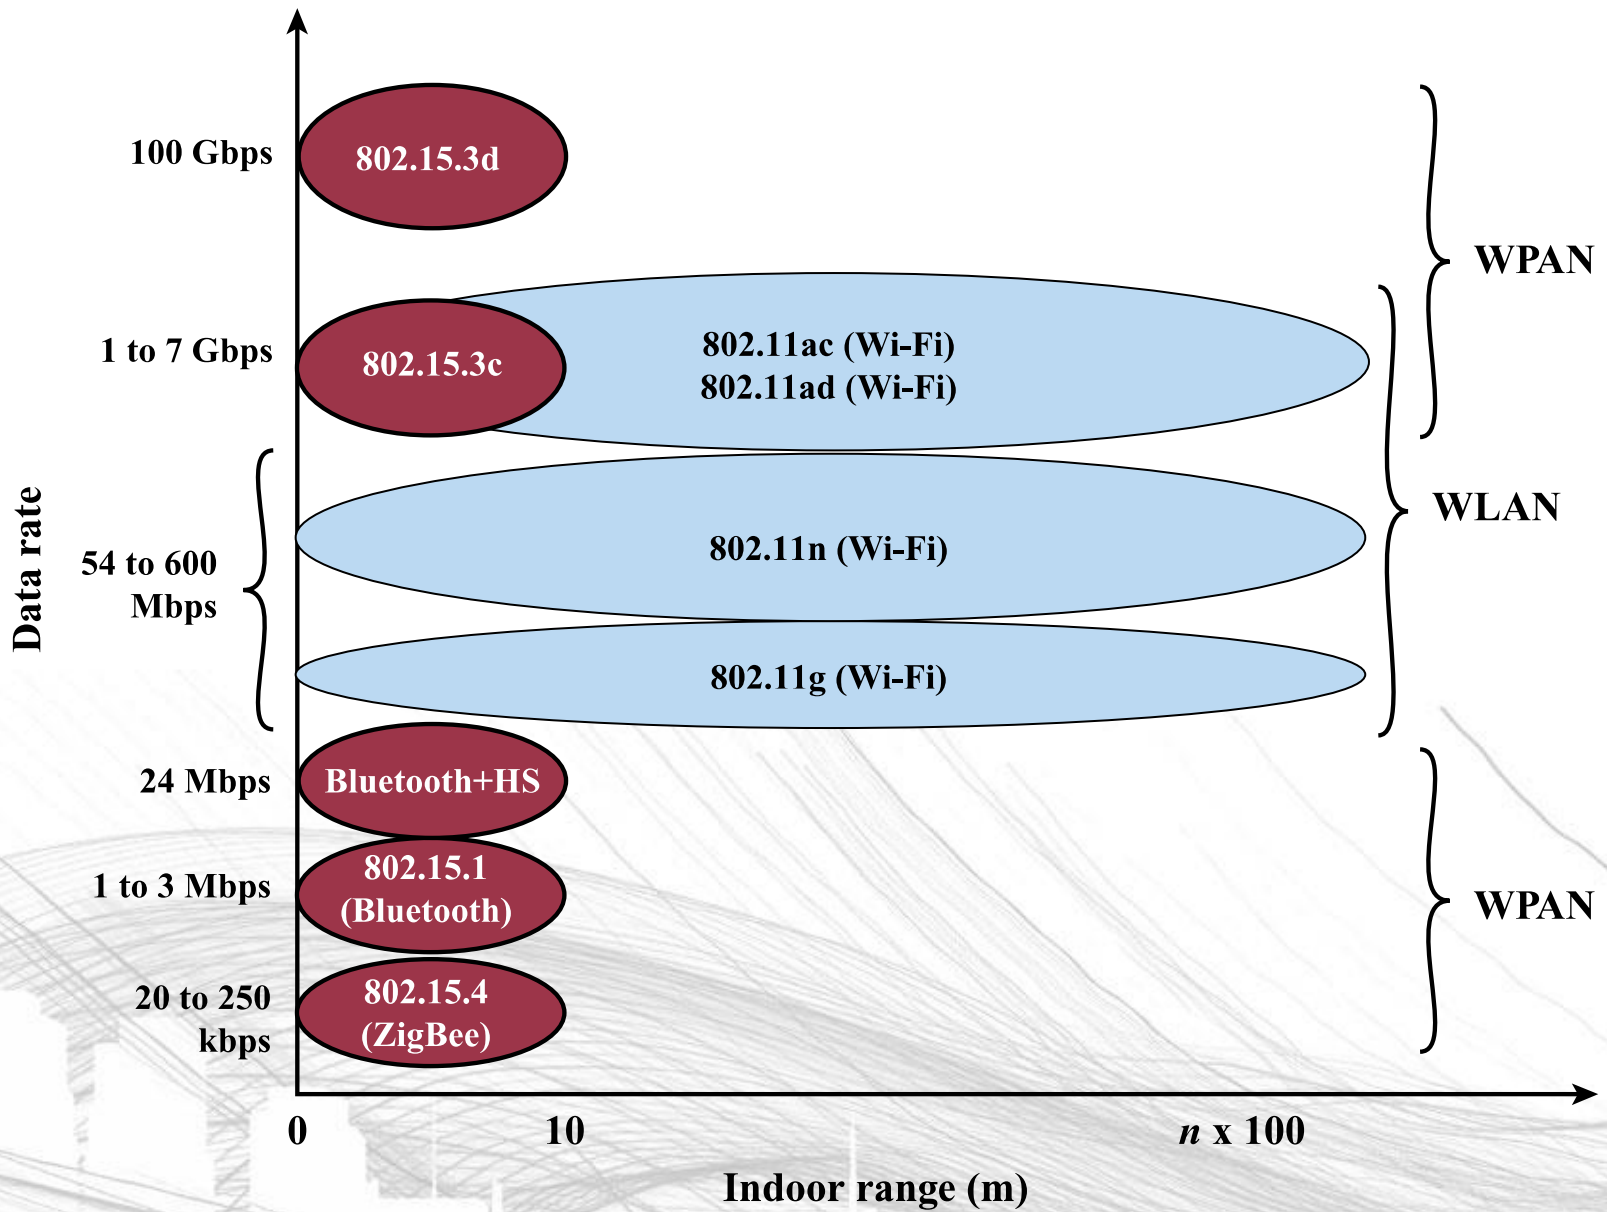 100 Gbps
802.15.3d
WPAN
1 to 7 Gbps
802.15.3c
802.11ac (Wi-Fi)
802.11ad (Wi-Fi)
WLAN
Data rate
54 to 600
Mbps
802.11n (Wi-Fi)
802.11g (Wi-Fi)
24 Mbps
Bluetooth+HS
1 to 3 Mbps
802.15.1
(Bluetooth)
WPAN
20 to 250
kbps
802.15.4
(ZigBee)
0
10
n x 100
Indoor range (m)